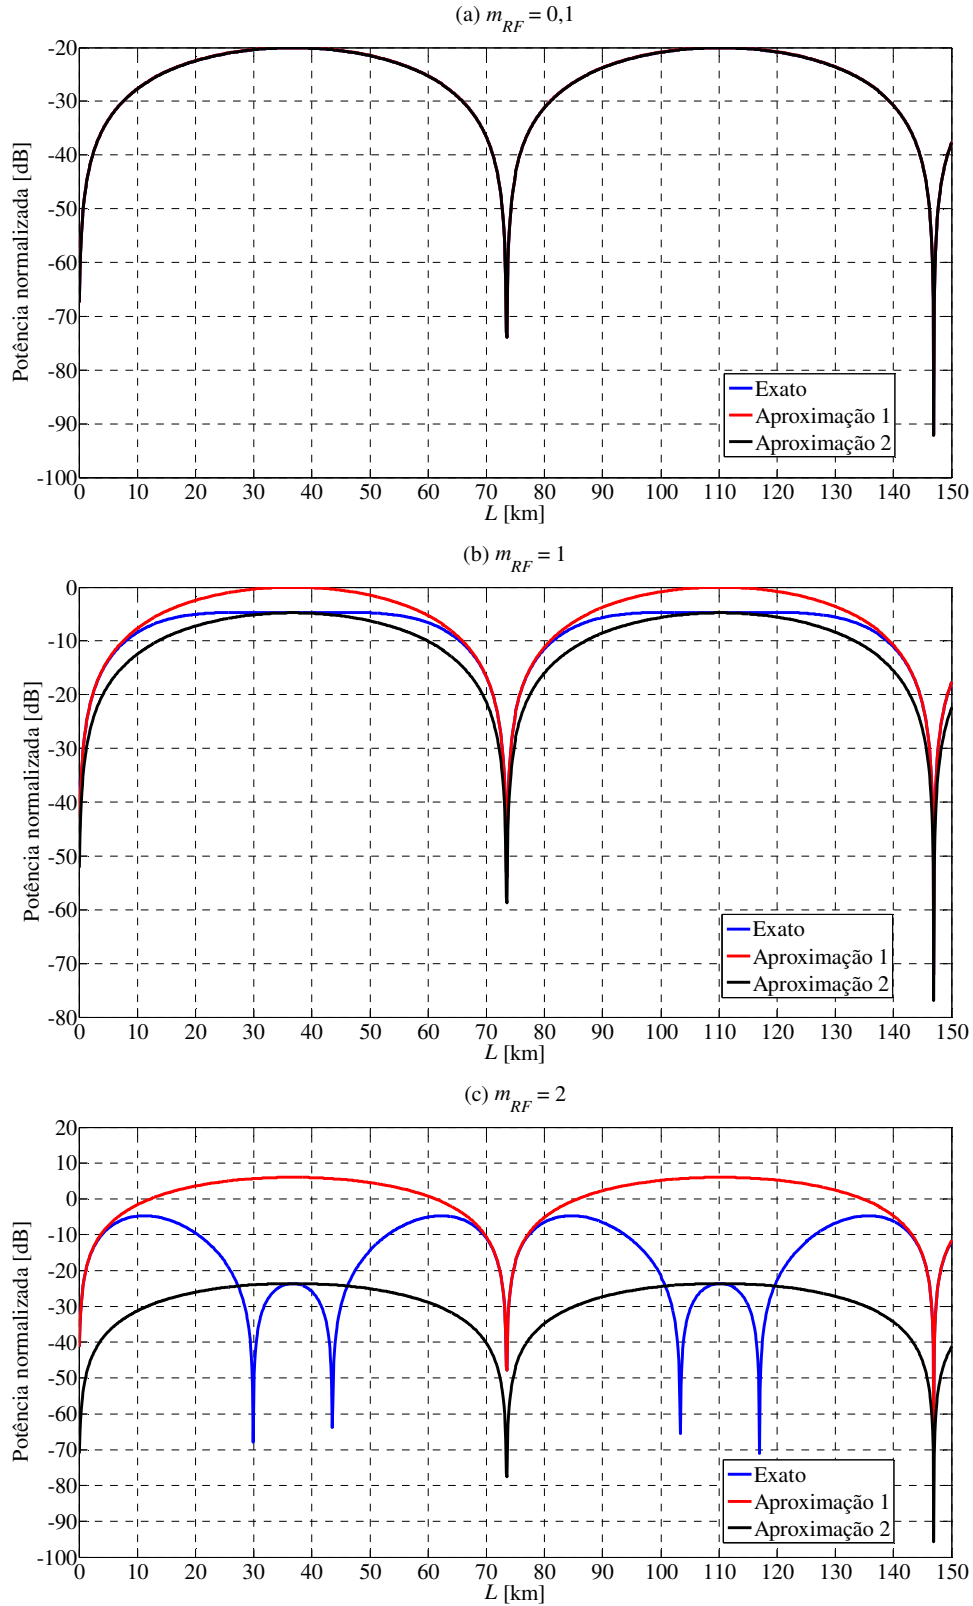 (a) m_RF = 0,1
Potência normalizada [dB]
-20
-30
-40
-50
-60
-70
-80
-90
-100
Exato
Aproximação 1
Aproximação 2
0 10 20 30 40 50 60 70 80 90 100 110 120 130 140 150
L [km]
(b) m_RF = 1
Potência normalizada [dB]
0
-10
-20
-30
-40
-50
-60
-70
-80
Exato
Aproximação 1
Aproximação 2
0 10 20 30 40 50 60 70 80 90 100 110 120 130 140 150
L [km]
(c) m_RF = 2
Potência normalizada [dB]
20
10
0
-10
-20
-30
-40
-50
-60
-70
-80
-90
-100
Exato
Aproximação 1
Aproximação 2
0 10 20 30 40 50 60 70 80 90 100 110 120 130 140 150
L [km]